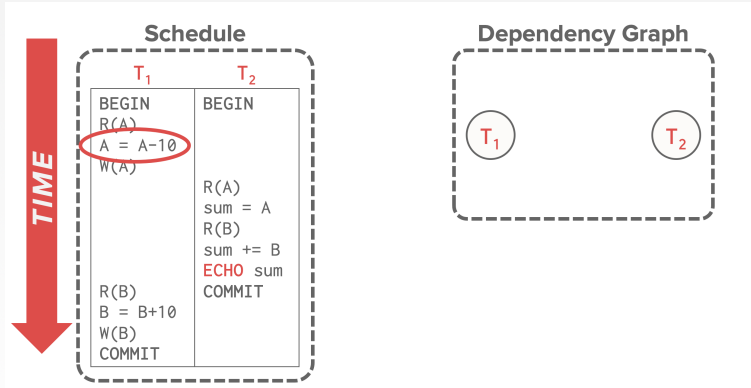 Schedule
Dependency Graph
TIME
T1 T2
BEGIN BEGIN
R(A)
A = A-10
W(A)
R(A)
sum = A
R(B)
sum += B
ECHO sum
R(B) COMMIT
B = B+10
W(B)
COMMIT
T1 T2